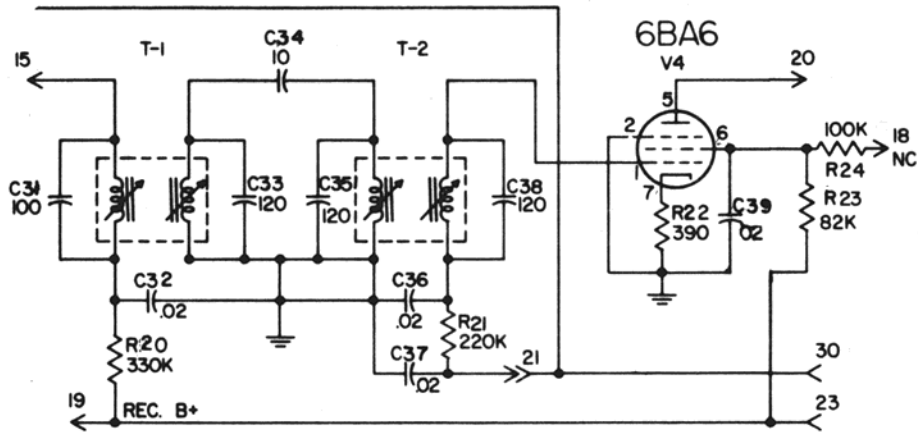 C34
10
T-1
T-2
6BA6
V4
15
20
5
2
6
1
7
100K
18
NC
R24
C31
100
C33
120
C35
120
C38
120
R22
390
C39
.02
R23
82K
C32
.02
C36
.02
R21
220K
R20
330K
C37
.02
21
30
19
REC. B+
23